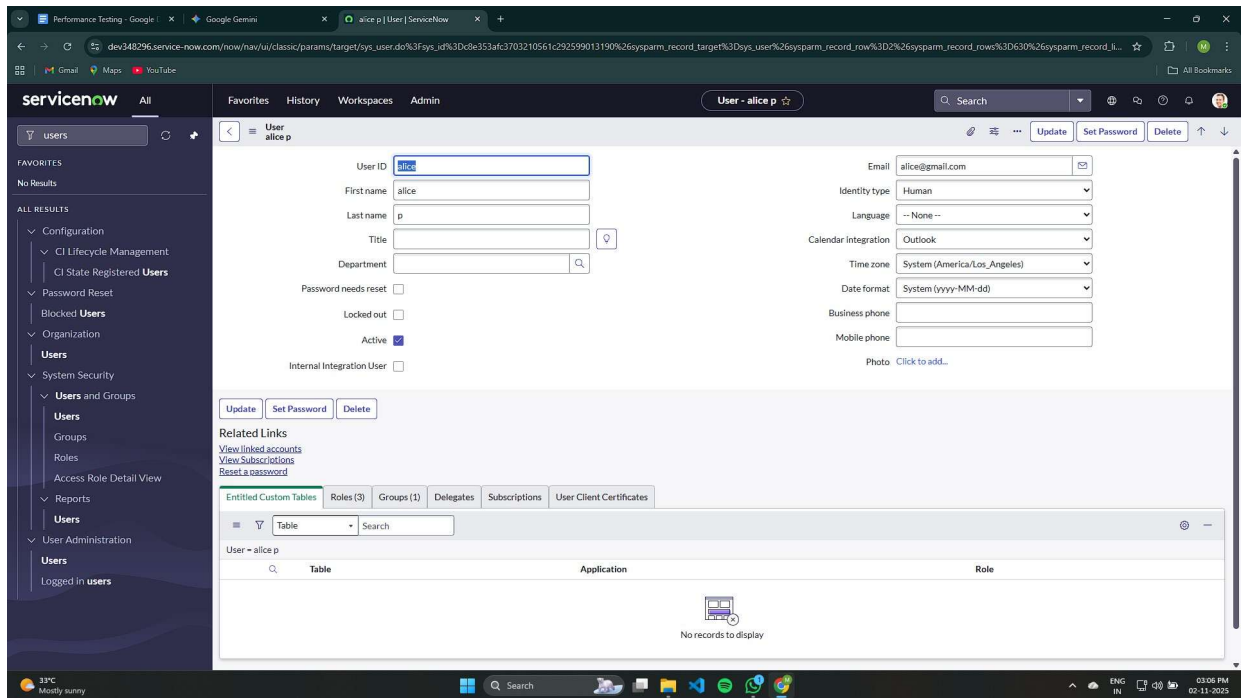 Performance Testing - Google D
Google Gemini
alice p | User | ServiceNow
dev348296.service-now.com/now/nav/ui/classic/params/target/sys_user.do%3Fsys_id%3Dc8e353afc3703210561c292599013190%26sysparm_record_target%3Dsys_user%26sysparm_record_row%3D2%26sysparm_record_rows%3D630%26sysparm_record_li...
M
Gmail Maps YouTube
All Bookmarks
servicenow All Favorites History Workspaces Admin
User - alice p
Search
users
User
alice p
Update Set Password Delete
FAVORITES
No Results
ALL RESULTS
Configuration
CI Lifecycle Management
CI State Registered Users
Password Reset
Blocked Users
Organization
Users
System Security
Users and Groups
Users
Groups
Roles
Access Role Detail View
Reports
Users
User Administration
Users
Logged in users
User ID alice
First name alice
Last name p
Title
Department
Password needs reset
Locked out
Active
Internal Integration User
Email alice@gmail.com
Identity type Human
Language -- None --
Calendar integration Outlook
Time zone System (America/Los_Angeles)
Date format System (yyyy-MM-dd)
Business phone
Mobile phone
Photo Click to add...
Update Set Password Delete
Related Links
View linked accounts
View Subscriptions
Reset a password
Entitled Custom Tables Roles (3) Groups (1) Delegates Subscriptions User Client Certificates
Table Search
User = alice p
Table Application Role
No records to display
33°C
Mostly sunny
Search
ENG
IN
03:06 PM
02-11-2025